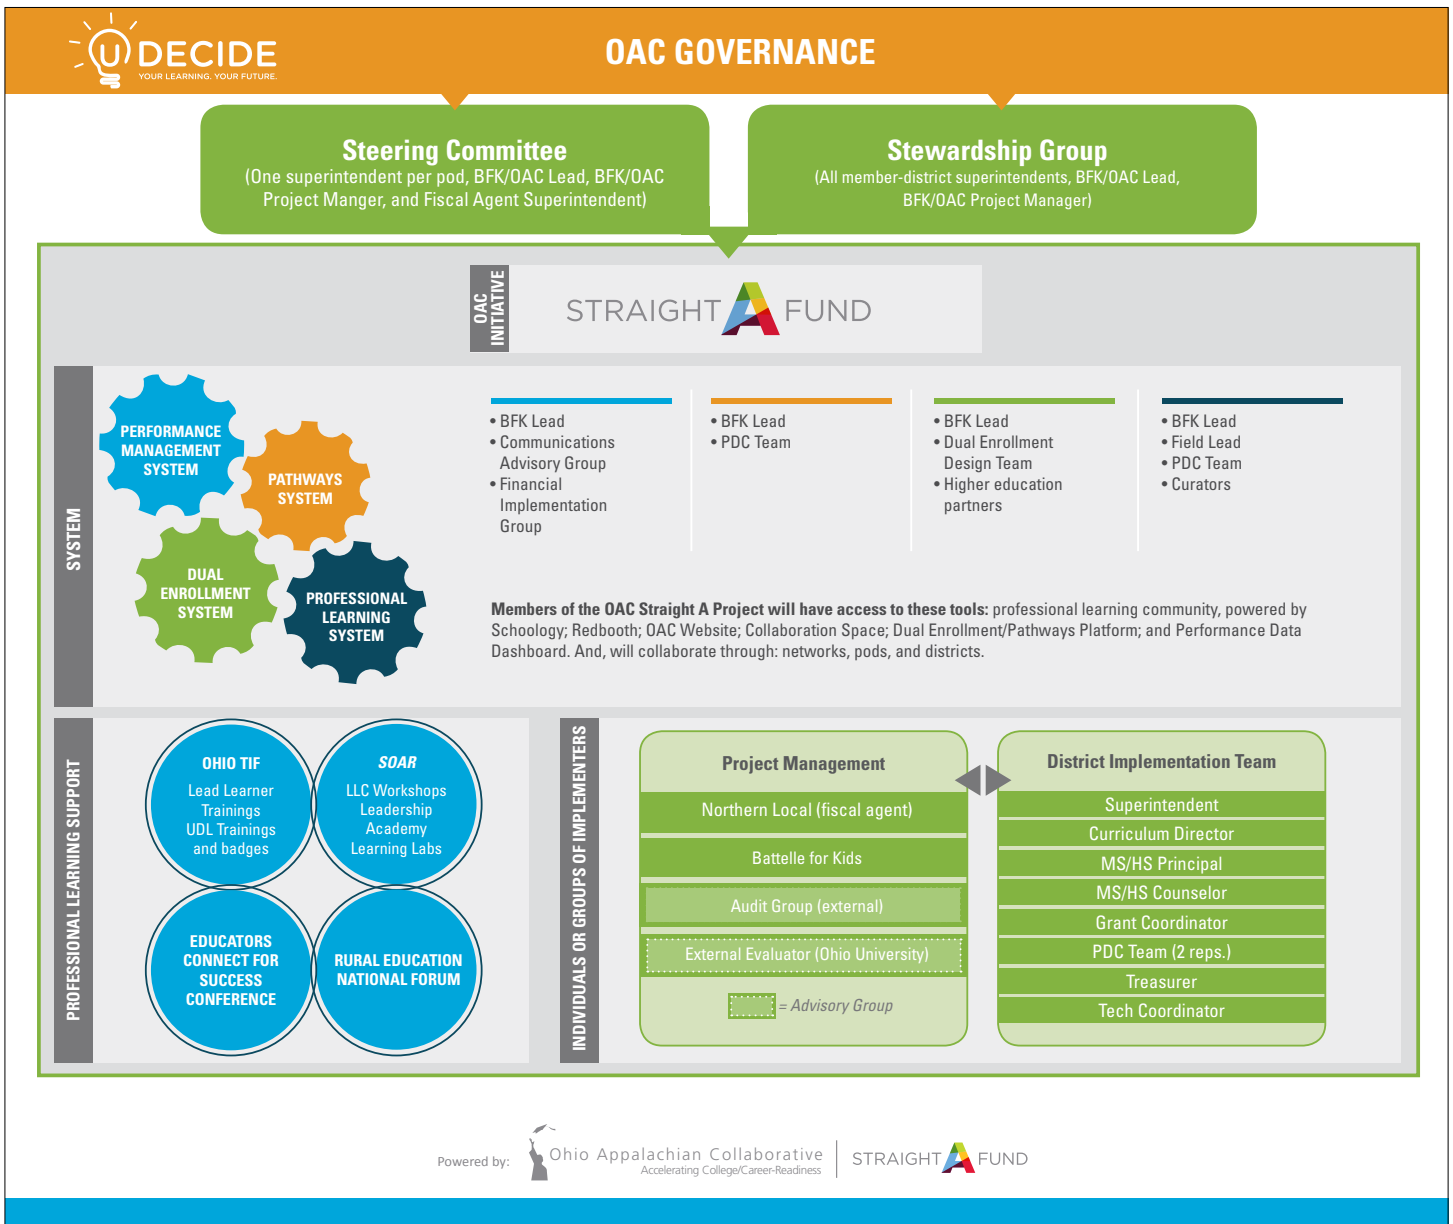 U DECIDE
YOUR LEARNING. YOUR FUTURE.
OAC GOVERNANCE
Steering Committee
(One superintendent per pod, BFK/OAC Lead, BFK/OAC
Project Manger, and Fiscal Agent Superintendent)
Stewardship Group
(All member-district superintendents, BFK/OAC Lead,
BFK/OAC Project Manager)
OAC
INITIATIVE
STRAIGHT A FUND
SYSTEM
PERFORMANCE
MANAGEMENT
SYSTEM
PATHWAYS
SYSTEM
DUAL
ENROLLMENT
SYSTEM
PROFESSIONAL
LEARNING
SYSTEM
• BFK Lead
• Communications
Advisory Group
• Financial
Implementation
Group
• BFK Lead
• PDC Team
• BFK Lead
• Dual Enrollment
Design Team
• Higher education
partners
• BFK Lead
• Field Lead
• PDC Team
• Curators
Members of the OAC Straight A Project will have access to these tools: professional learning community, powered by
Schoology; Redbooth; OAC Website; Collaboration Space; Dual Enrollment/Pathways Platform; and Performance Data
Dashboard. And, will collaborate through: networks, pods, and districts.
PROFESSIONAL LEARNING SUPPORT
OHIO TIF
Lead Learner
Trainings
UDL Trainings
and badges
SOAR
LLC Workshops
Leadership
Academy
Learning Labs
EDUCATORS
CONNECT FOR
SUCCESS
CONFERENCE
RURAL EDUCATION
NATIONAL FORUM
INDIVIDUALS OR GROUPS OF IMPLEMENTERS
Project Management
Northern Local (fiscal agent)
Battelle for Kids
Audit Group (external)
External Evaluator (Ohio University)
= Advisory Group
District Implementation Team
Superintendent
Curriculum Director
MS/HS Principal
MS/HS Counselor
Grant Coordinator
PDC Team (2 reps.)
Treasurer
Tech Coordinator
Powered by:
Ohio Appalachian Collaborative
Accelerating College/Career-Readiness
STRAIGHT A FUND